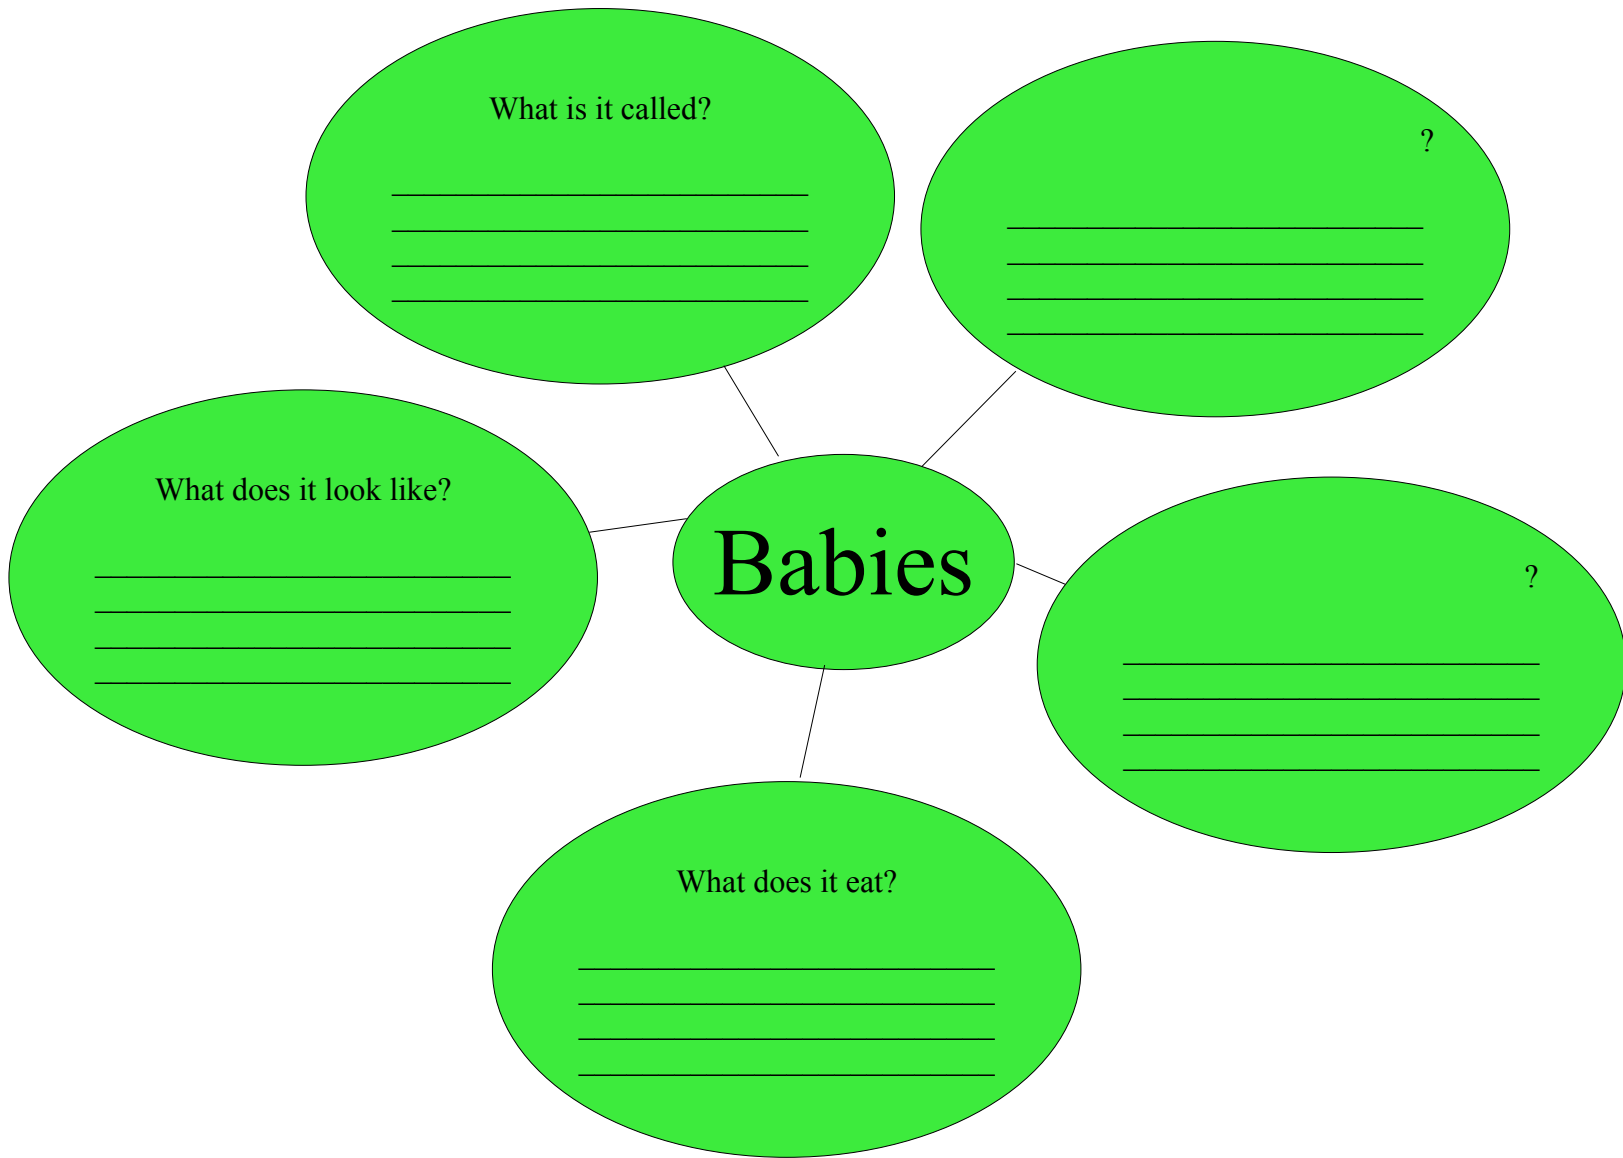 What is it called?
?
What does it look like?
Babies
?
What does it eat?